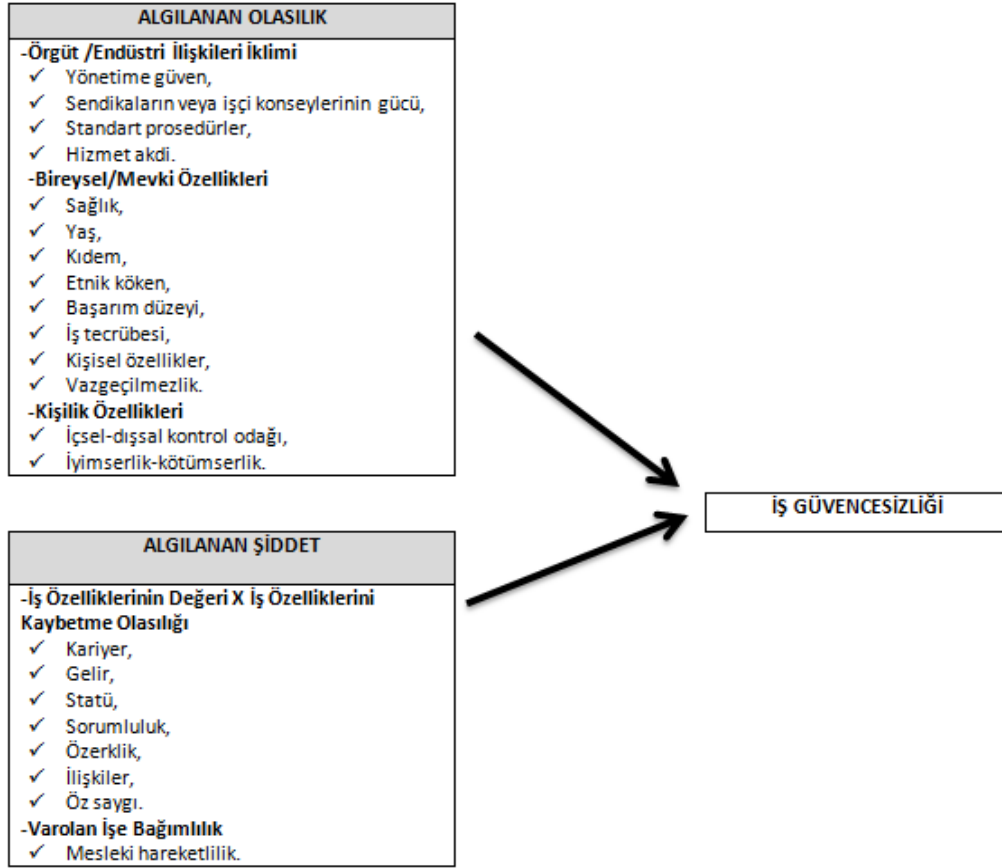 ALGILANAN OLASILIK
-Örgüt /Endüstri İlişkileri İklimi
✓ Yönetime güven,
✓ Sendikaların veya işçi konseylerinin gücü,
✓ Standart prosedürler,
✓ Hizmet akdi.
-Bireysel/Mevki Özellikleri
✓ Sağlık,
✓ Yaş,
✓ Kıdem,
✓ Etnik köken,
✓ Başarım düzeyi,
✓ İş tecrübesi,
✓ Kişisel özellikler,
✓ Vazgeçilmezlik.
-Kişilik Özellikleri
✓ İçsel-dışsal kontrol odağı,
✓ İyimserlik-kötümserlik.
İŞ GÜVENCESİZLİĞİ
ALGILANAN ŞİDDET
-İş Özelliklerinin Değeri X İş Özelliklerini
Kaybetme Olasılığı
✓ Kariyer,
✓ Gelir,
✓ Statü,
✓ Sorumluluk,
✓ Özerklik,
✓ İlişkiler,
✓ Öz saygı.
-Varolan İşe Bağımlılık
✓ Mesleki hareketlilik.